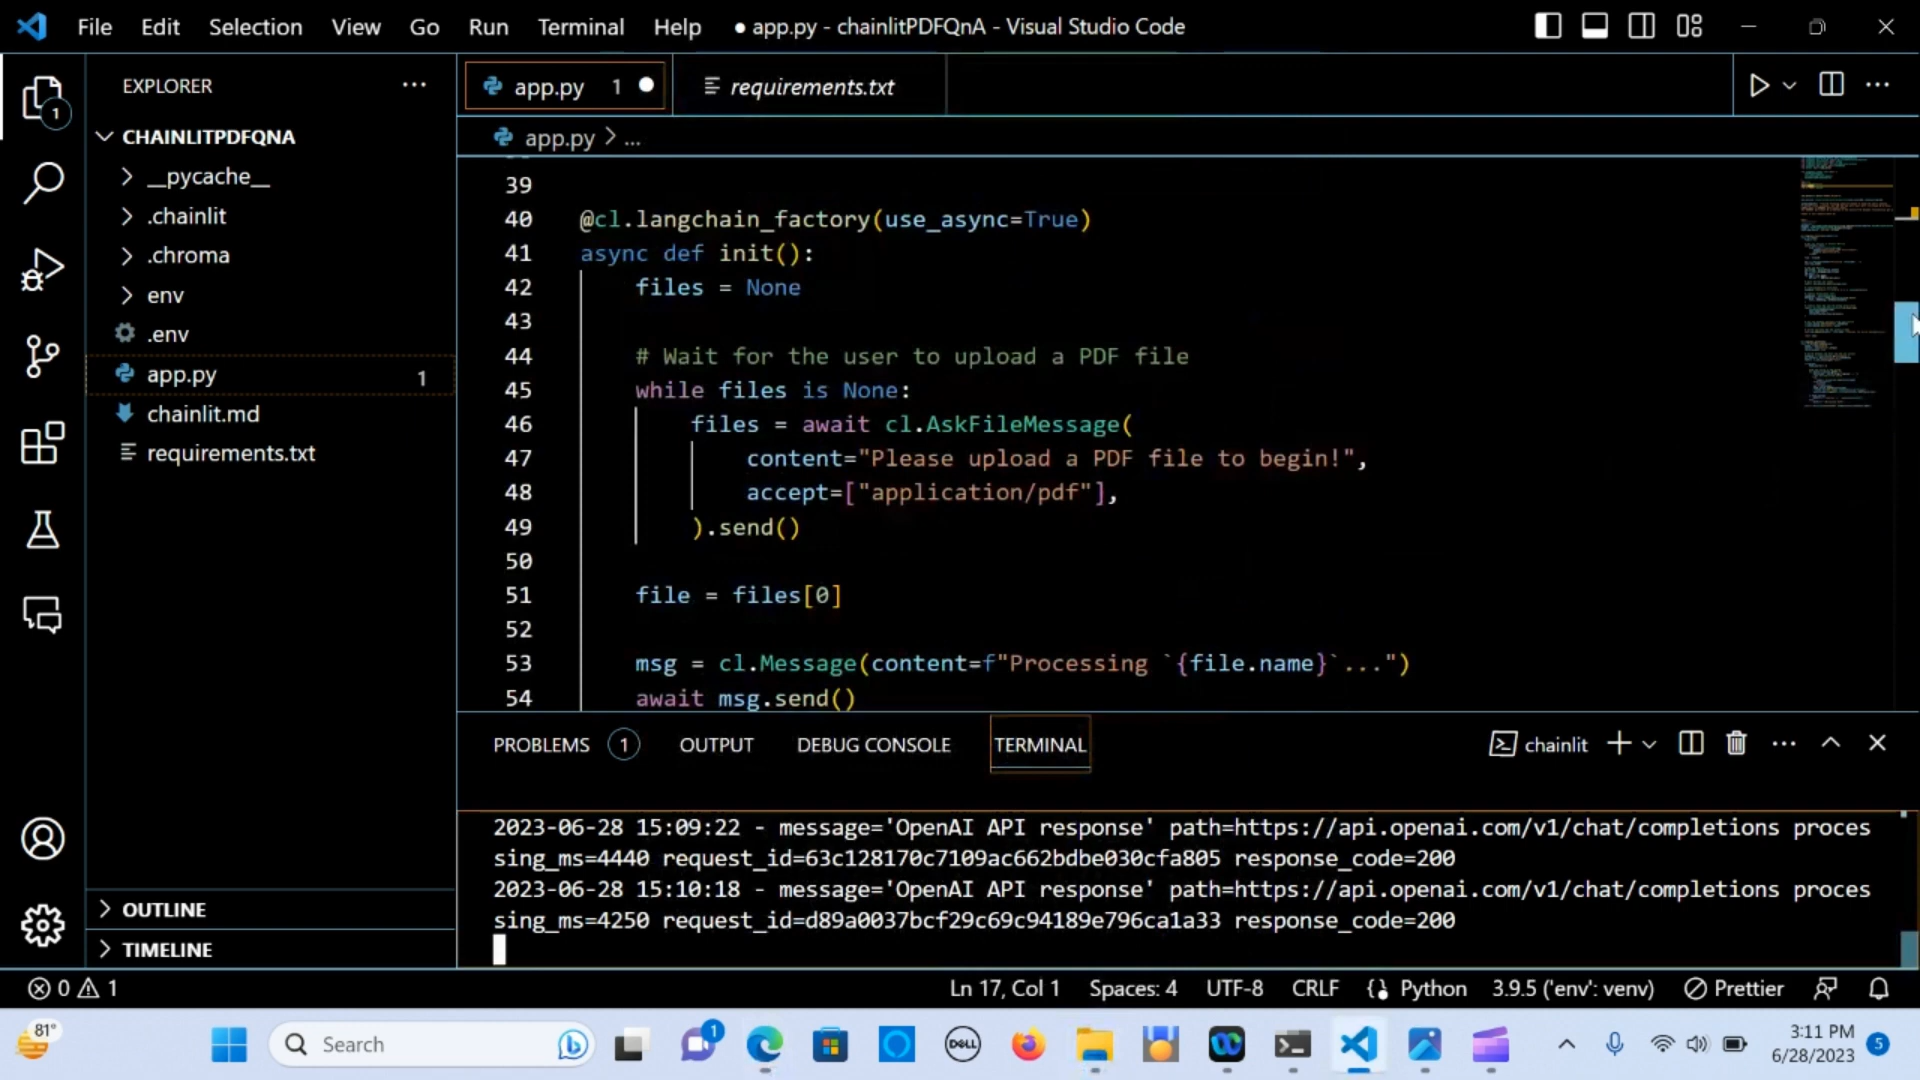 File Edit Selection View Go Run Terminal Help ● app.py - chainlitPDFQnA - Visual Studio Code
EXPLORER ...
app.py 1 requirements.txt
1
CHAINLITPDFQNA
app.py > ...
__pycache__
.chainlit
.chroma
env
.env
app.py 1
chainlit.md
requirements.txt
39
40 @cl.langchain_factory(use_async=True)
41 async def init():
42 files = None
43
44 # Wait for the user to upload a PDF file
45 while files is None:
46 files = await cl.AskFileMessage(
47 content="Please upload a PDF file to begin!",
48 accept=["application/pdf"],
49 ).send()
50
51 file = files[0]
52
53 msg = cl.Message(content=f"Processing `{file.name}`...")
54 await msg.send()
PROBLEMS 1 OUTPUT DEBUG CONSOLE TERMINAL chainlit
2023-06-28 15:09:22 - message='OpenAI API response' path=https://api.openai.com/v1/chat/completions proces
sing_ms=4440 request_id=63c128170c7109ac662bdbe030cfa805 response_code=200
2023-06-28 15:10:18 - message='OpenAI API response' path=https://api.openai.com/v1/chat/completions proces
sing_ms=4250 request_id=d89a0037bcf29c69c94189e796ca1a33 response_code=200
OUTLINE
TIMELINE
0 1 Ln 17, Col 1 Spaces: 4 UTF-8 CRLF Python 3.9.5 ('env': venv) Prettier
81° Search 1 DELL 3:11 PM 5
6/28/2023